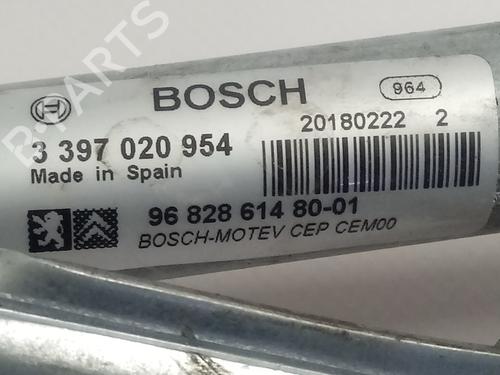 BOSCH
964
3 397 020 954
20180222 2
Made in Spain
96 828 614 80-01
BOSCH-MOTEV CEP CEM00
B-PARTS